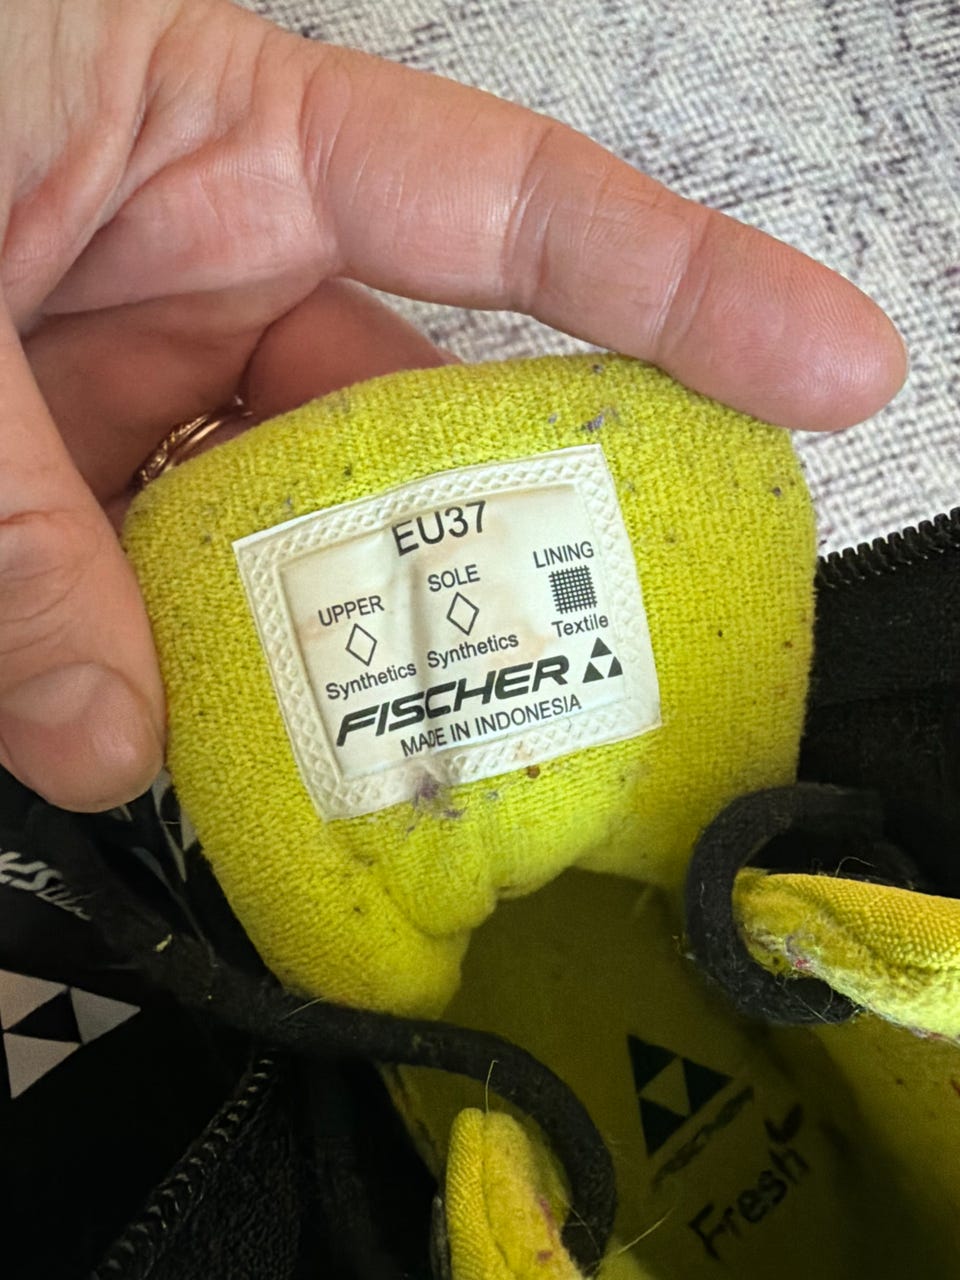 EU37
UPPER SOLE LINING
Synthetics Synthetics Textile
FISCHER
MADE IN INDONESIA
Fresh